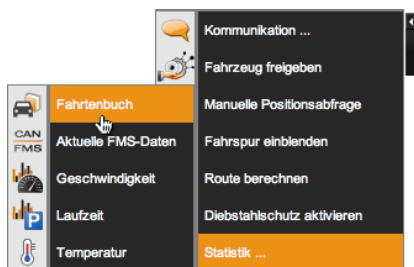 Kommunikation ...
Fahrzeug freigeben
Fahrtenbuch
Manuelle Positionsabfrage
CAN
FMS
Aktuelle FMS-Daten
Fahrspur einblenden
Geschwindigkeit
Route berechnen
P
Laufzeit
Diebstahlschutz aktivieren
Temperatur
Statistik ...